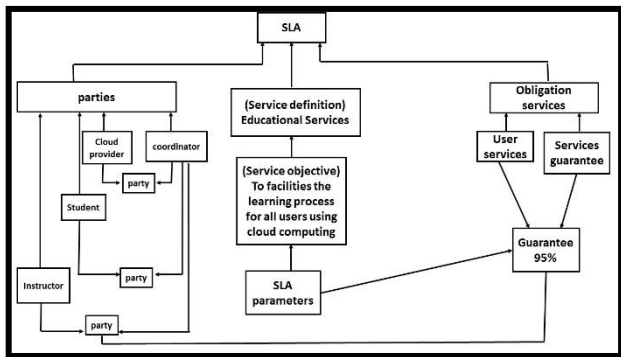 SLA
parties
(Service definition)
Educational Services
Obligation
services
Cloud
provider
coordinator
User
services
Services
guarantee
party
(Service objective)
To facilities the
learning process
for all users using
cloud computing
Student
Guarantee
95%
party
Instructor
SLA
parameters
party